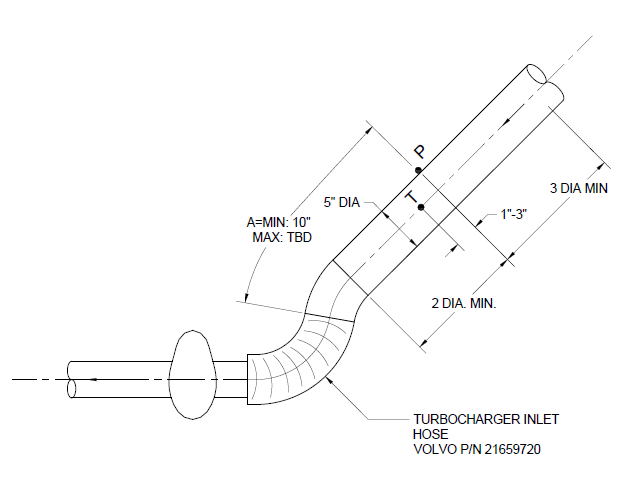 P
T
5" DIA
1"-3"
3 DIA MIN
A=MIN: 10"
MAX: TBD
2 DIA. MIN.
TURBOCHARGER INLET
HOSE
VOLVO P/N 21659720